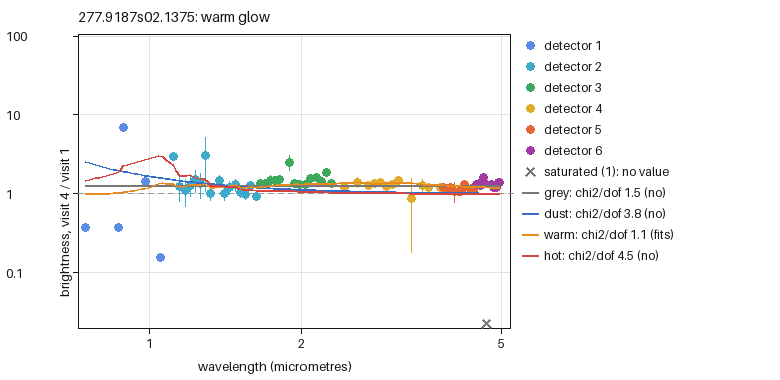 277.9187s02.1375: warm glow
100
10
1
0.1
brightness, visit 4 / visit 1
1
2
5
wavelength (micrometres)
detector 1
detector 2
detector 3
detector 4
detector 5
detector 6
saturated (1): no value
grey: chi2/dof 1.5 (no)
dust: chi2/dof 3.8 (no)
warm: chi2/dof 1.1 (fits)
hot: chi2/dof 4.5 (no)